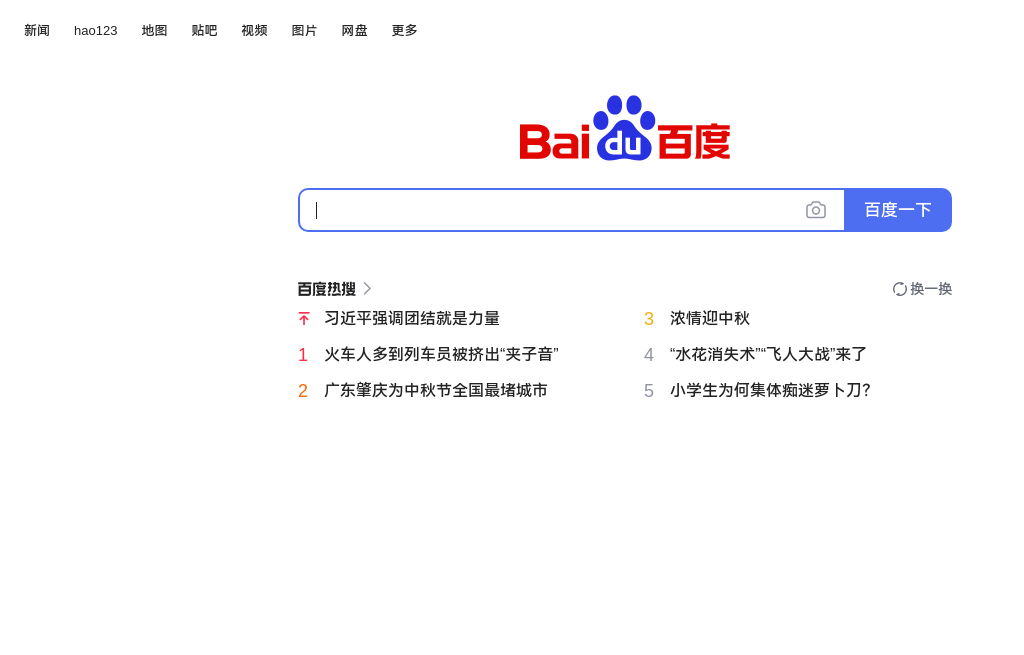 新闻 hao123 地图 贴吧 视频 图片 网盘 更多
Bai du 百度
百度一下
百度热搜 换一换
习近平强调团结就是力量
1 火车人多到列车员被挤出“夹子音”
2 广东肇庆为中秋节全国最堵城市
3 浓情迎中秋
4 “水花消失术”“飞人大战”来了
5 小学生为何集体痴迷萝卜刀?